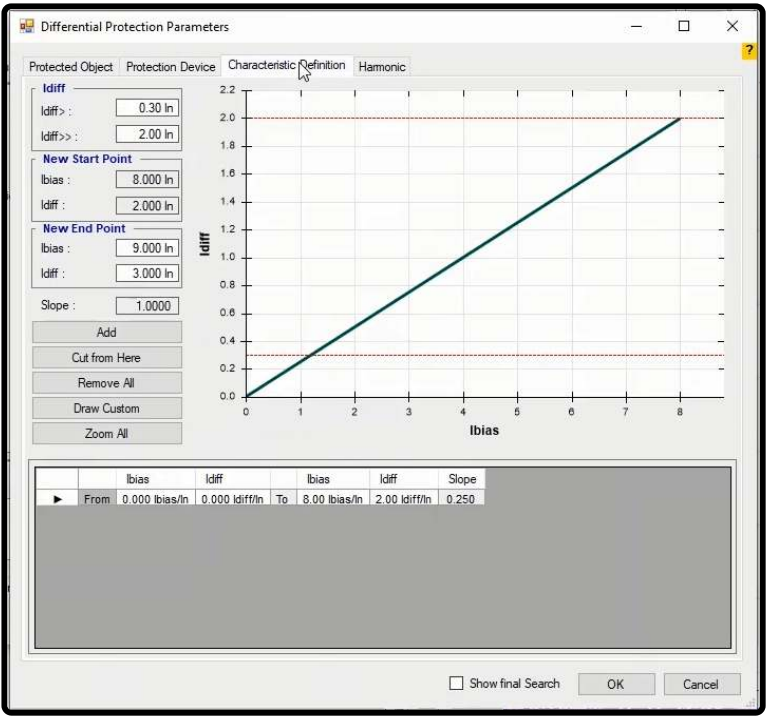 Differential Protection Parameters
?
Protected Object Protection Device Characteristic Definition Harmonic
Idiff
Idiff> : 0.30 In
Idiff>> : 2.00 In
New Start Point
Ibias : 8.000 In
Idiff : 2.000 In
New End Point
Ibias : 9.000 In
Idiff : 3.000 In
Slope : 1.0000
Add
Cut from Here
Remove All
Draw Custom
Zoom All
2.2
2.0
1.8
1.6
1.4
1.2
1.0
0.8
0.6
0.4
0.2
0.0
Idiff
0 1 2 3 4 5 6 7 8
Ibias
Ibias Idiff Ibias Idiff Slope
From 0.000 Ibias/In 0.000 Idiff/In To 8.00 Ibias/In 2.00 Idiff/In 0.250
Show final Search OK Cancel